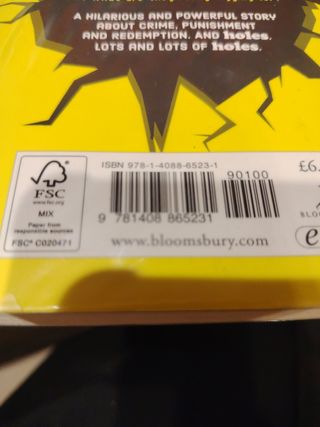 A HILARIOUS AND POWERFUL STORY
ABOUT CRIME, PUNISHMENT
AND REDEMPTION. AND holes.
LOTS AND LOTS OF holes.
ISBN 978-1-4088-6523-1
90100
£6.
FSC
www.fsc.org
MIX
Paper from
responsible sources
FSC® C020471
9 781408 865231
www.bloomsbury.com
BLOO
e